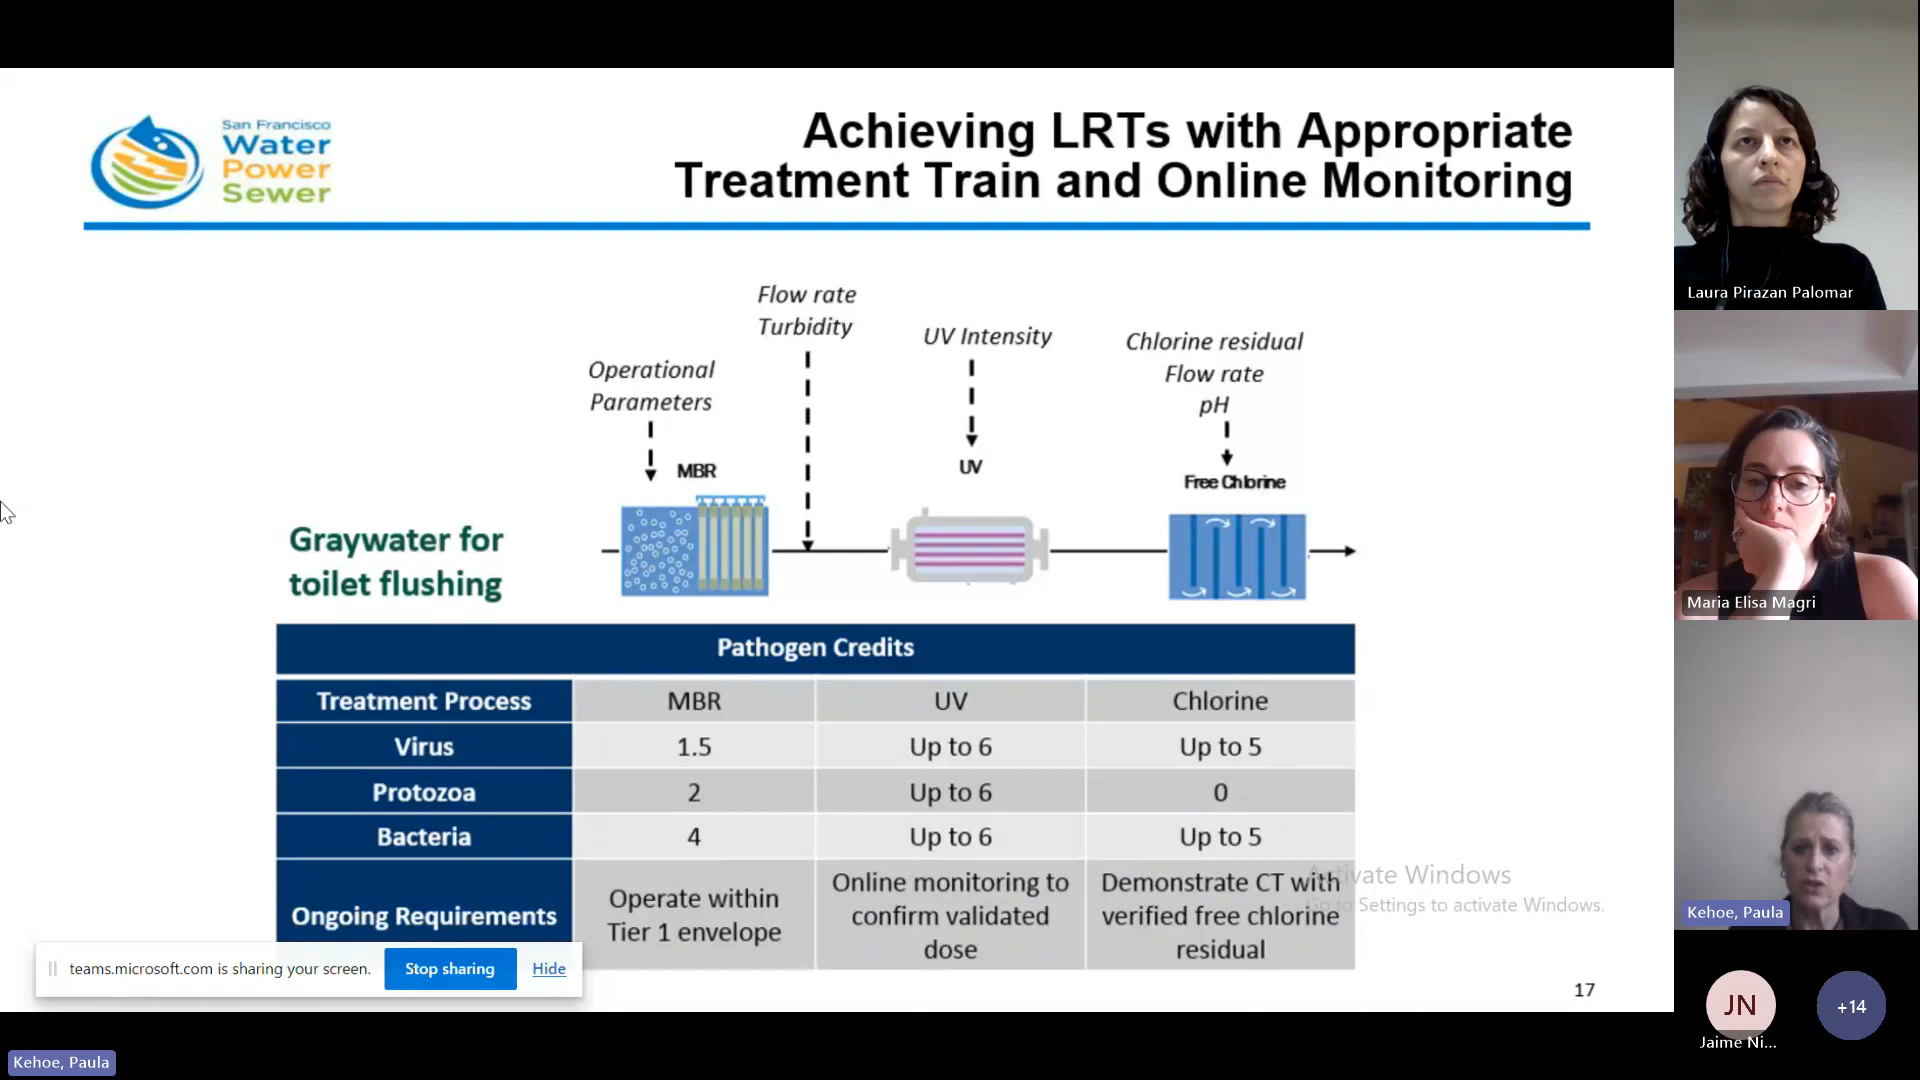 San Francisco
Water
Power
Sewer
Achieving LRTs with Appropriate
Treatment Train and Online Monitoring
Flow rate
Turbidity
UV Intensity
Chlorine residual
Flow rate
pH
Operational
Parameters
MBR
UV
Free Chlorine
Graywater for
toilet flushing
Pathogen Credits
Treatment Process MBR UV Chlorine
Virus 1.5 Up to 6 Up to 5
Protozoa 2 Up to 6 0
Bacteria 4 Up to 6 Up to 5
Ongoing Requirements
Operate within
Tier 1 envelope
Online monitoring to
confirm validated
dose
Demonstrate CT with
verified free chlorine
residual
Activate Windows
Go to Settings to activate Windows.
teams.microsoft.com is sharing your screen. Stop sharing Hide
17
Kehoe, Paula
Laura Pirazan Palomar
Maria Elisa Magri
Kehoe, Paula
JN
Jaime Ni...
+14